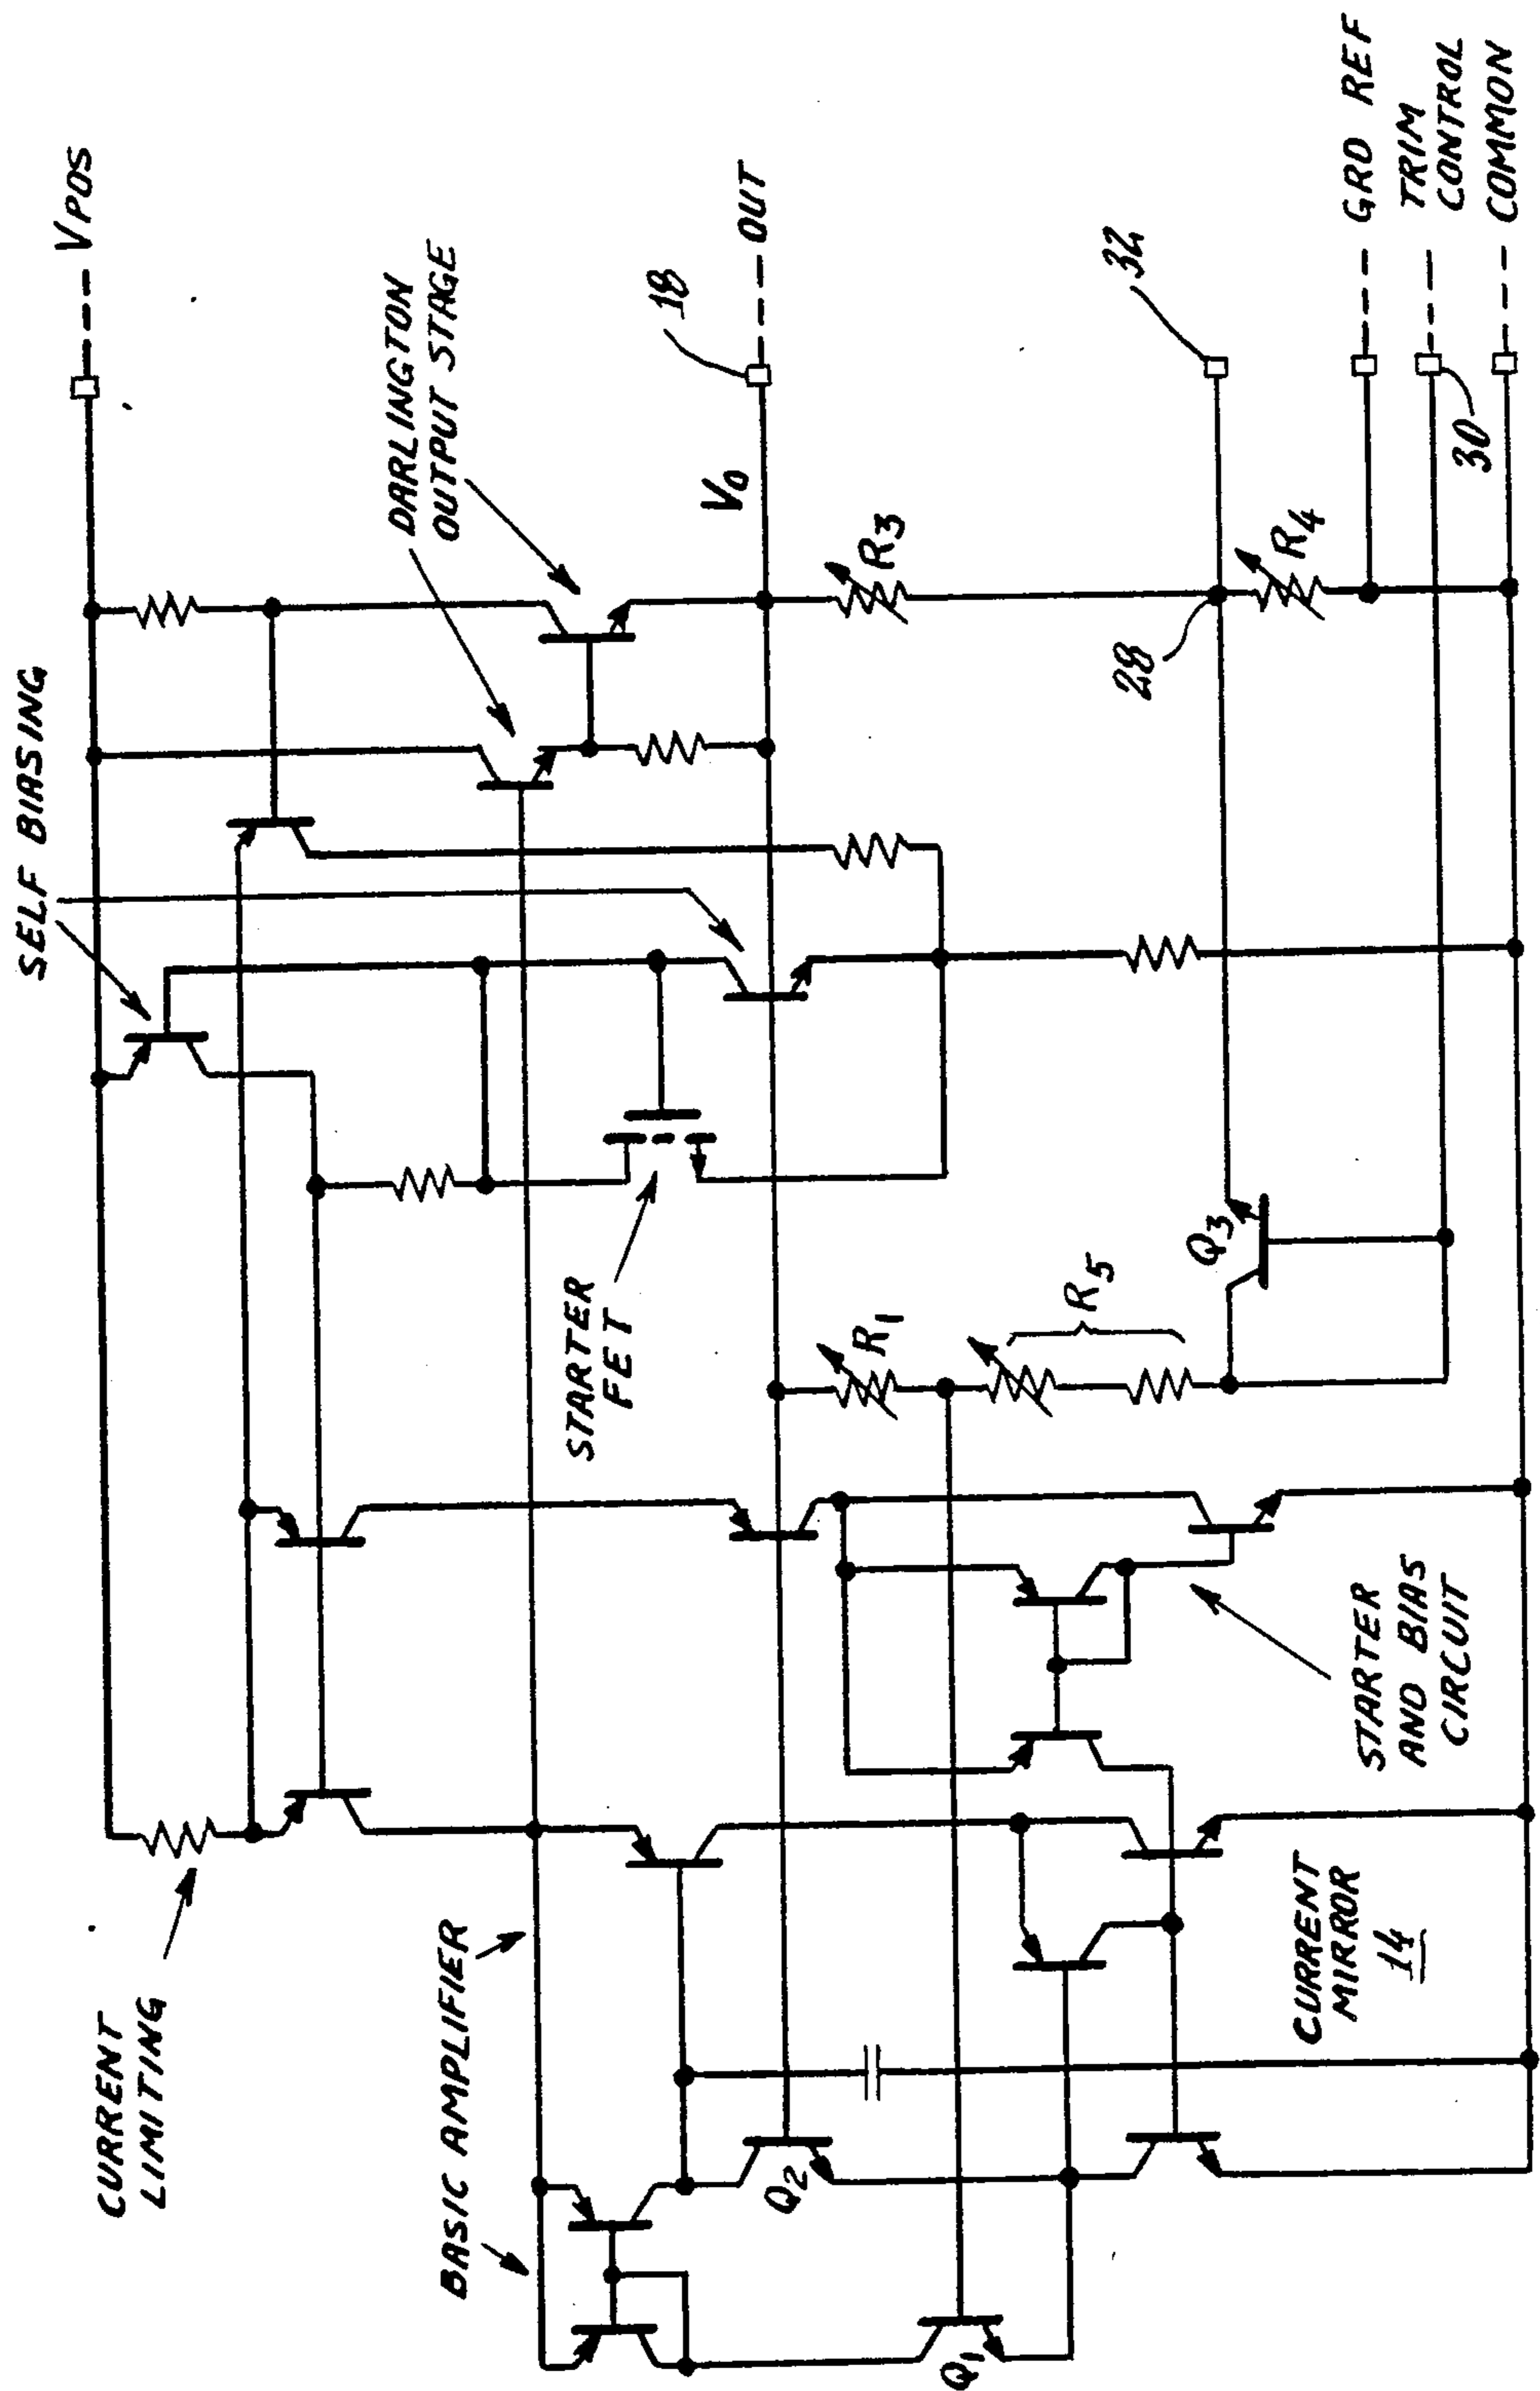 VPOS
SELF BIASING
DARLINGTON
OUTPUT STAGE
18
OUT
V0
R3
32
28
R4
GRD REF
TRIM
CONTROL
30
COMMON
STARTER
FET
Q3
R1
R5
CURRENT
LIMITING
BASIC AMPLIFIER
Q2
Q1
STARTER
AND BIAS
CIRCUIT
CURRENT
MIRROR
14